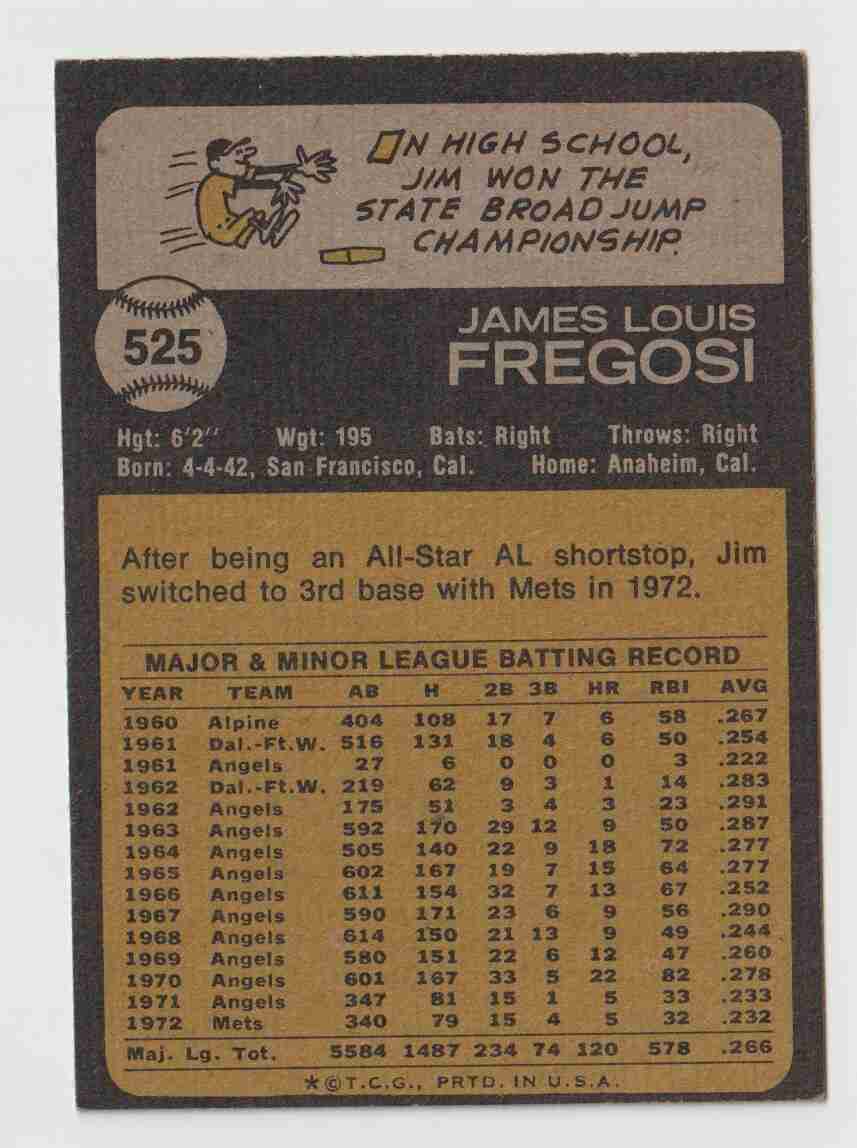 IN HIGH SCHOOL,
JIM WON THE
STATE BROAD JUMP
CHAMPIONSHIP.
525
JAMES LOUIS
FREGOSI
Hgt: 6'2" Wgt: 195 Bats: Right Throws: Right
Born: 4-4-42, San Francisco, Cal. Home: Anaheim, Cal.
After being an All-Star AL shortstop, Jim
switched to 3rd base with Mets in 1972.
MAJOR & MINOR LEAGUE BATTING RECORD
YEAR TEAM AB H 2B 3B HR RBI AVG
1960 Alpine 404 108 17 7 6 58 .267
1961 Dal.-Ft.W. 516 131 18 4 6 50 .254
1961 Angels 27 6 0 0 0 3 .222
1962 Dal.-Ft.W. 219 62 9 3 1 14 .283
1962 Angels 175 51 3 4 3 23 .291
1963 Angels 592 170 29 12 9 50 .287
1964 Angels 505 140 22 9 18 72 .277
1965 Angels 602 167 19 7 15 64 .277
1966 Angels 611 154 32 7 13 67 .252
1967 Angels 590 171 23 6 9 56 .290
1968 Angels 614 150 21 13 9 49 .244
1969 Angels 580 151 22 6 12 47 .260
1970 Angels 601 167 33 5 22 82 .278
1971 Angels 347 81 15 1 5 33 .233
1972 Mets 340 79 15 4 5 32 .232
Maj. Lg. Tot. 5584 1487 234 74 120 578 .266
*©T.C.G., PRTD. IN U.S.A.